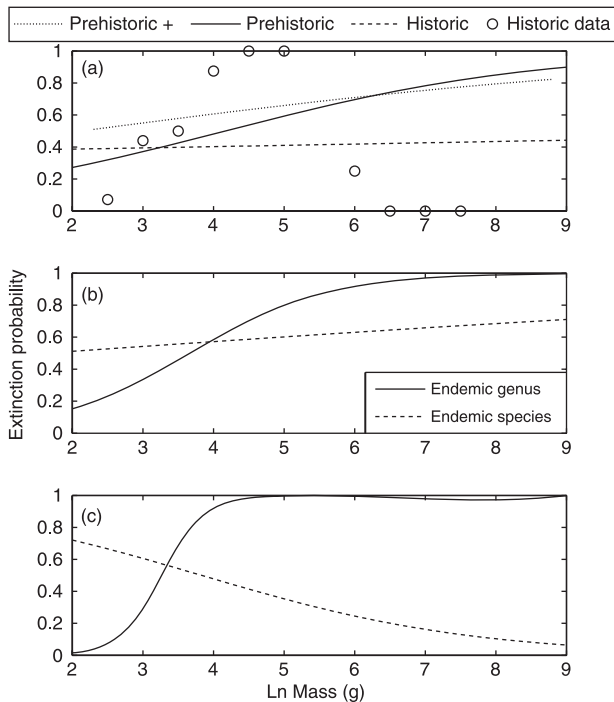 Prehistoric + Prehistoric Historic Historic data
(a)
1
0.8
0.6
0.4
0.2
0
2 3 4 5 6 7 8 9
Extinction probability
(b)
1
0.8
0.6
0.4
0.2
0
Endemic genus
Endemic species
2 3 4 5 6 7 8 9
(c)
1
0.8
0.6
0.4
0.2
0
2 3 4 5 6 7 8 9
Ln Mass (g)